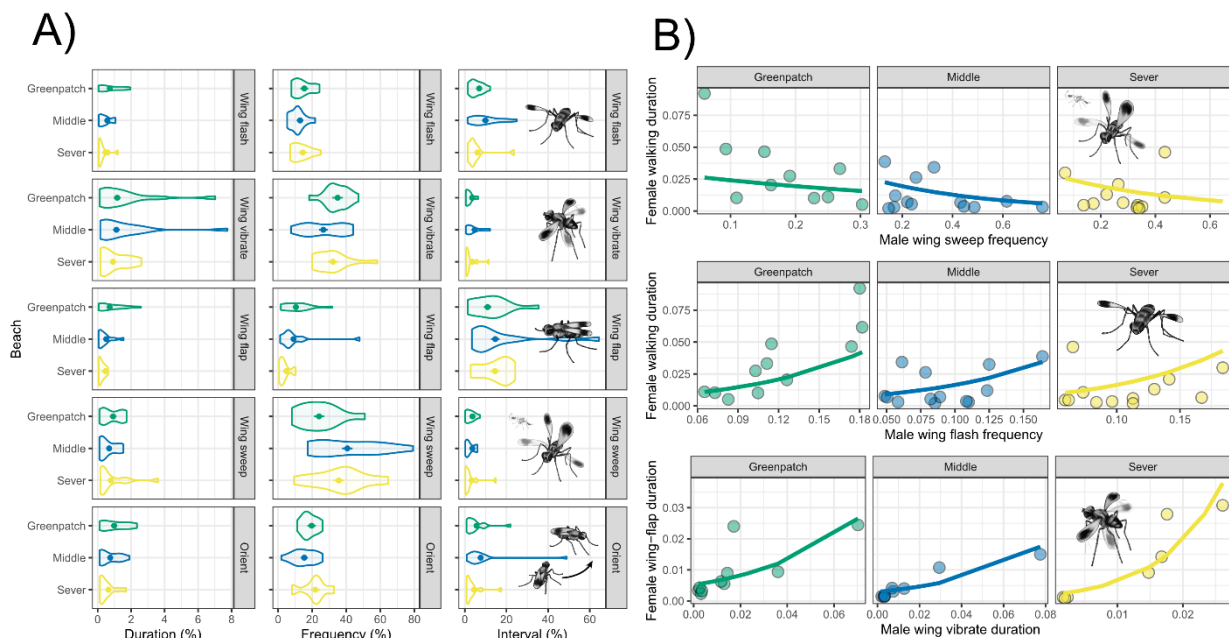 A)
B)
Beach
Greenpatch
Middle
Sever
Wing flash
Greenpatch
Middle
Sever
Wing vibrate
Greenpatch
Middle
Sever
Wing flap
Greenpatch
Middle
Sever
Wing sweep
Greenpatch
Middle
Sever
Orient
Wing flash
Wing vibrate
Wing flap
Wing sweep
Orient
Wing flash
Wing vibrate
Wing flap
Wing sweep
Orient
0 2 4 6 8
0 20 40 60 80
0 20 40 60
Duration (%)
Frequency (%)
Interval (%)
Greenpatch Middle Sever
Female walking duration
0.075
0.050
0.025
0.000
0.1 0.2 0.3
0.2 0.4 0.6
0.2 0.4 0.6
Male wing sweep frequency
Greenpatch Middle Sever
Female walking duration
0.075
0.050
0.025
0.000
0.06 0.09 0.12 0.15 0.18
0.050 0.075 0.100 0.125 0.150
0.10 0.15
Male wing flash frequency
Greenpatch Middle Sever
Female wing−flap duration
0.03
0.02
0.01
0.00
0.00 0.02 0.04 0.06
0.00 0.02 0.04 0.06 0.08
0.01 0.02
Male wing vibrate duration